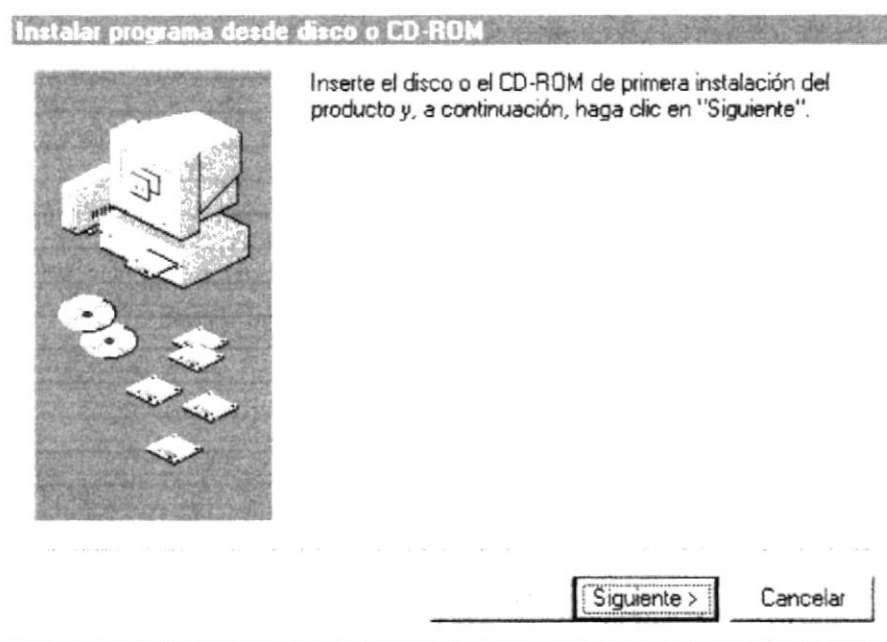 Instalar programa desde disco o CD-ROM
Inserte el disco o el CD-ROM de primera instalación del
producto y, a continuación, haga clic en "Siguiente".
Siguiente >
Cancelar